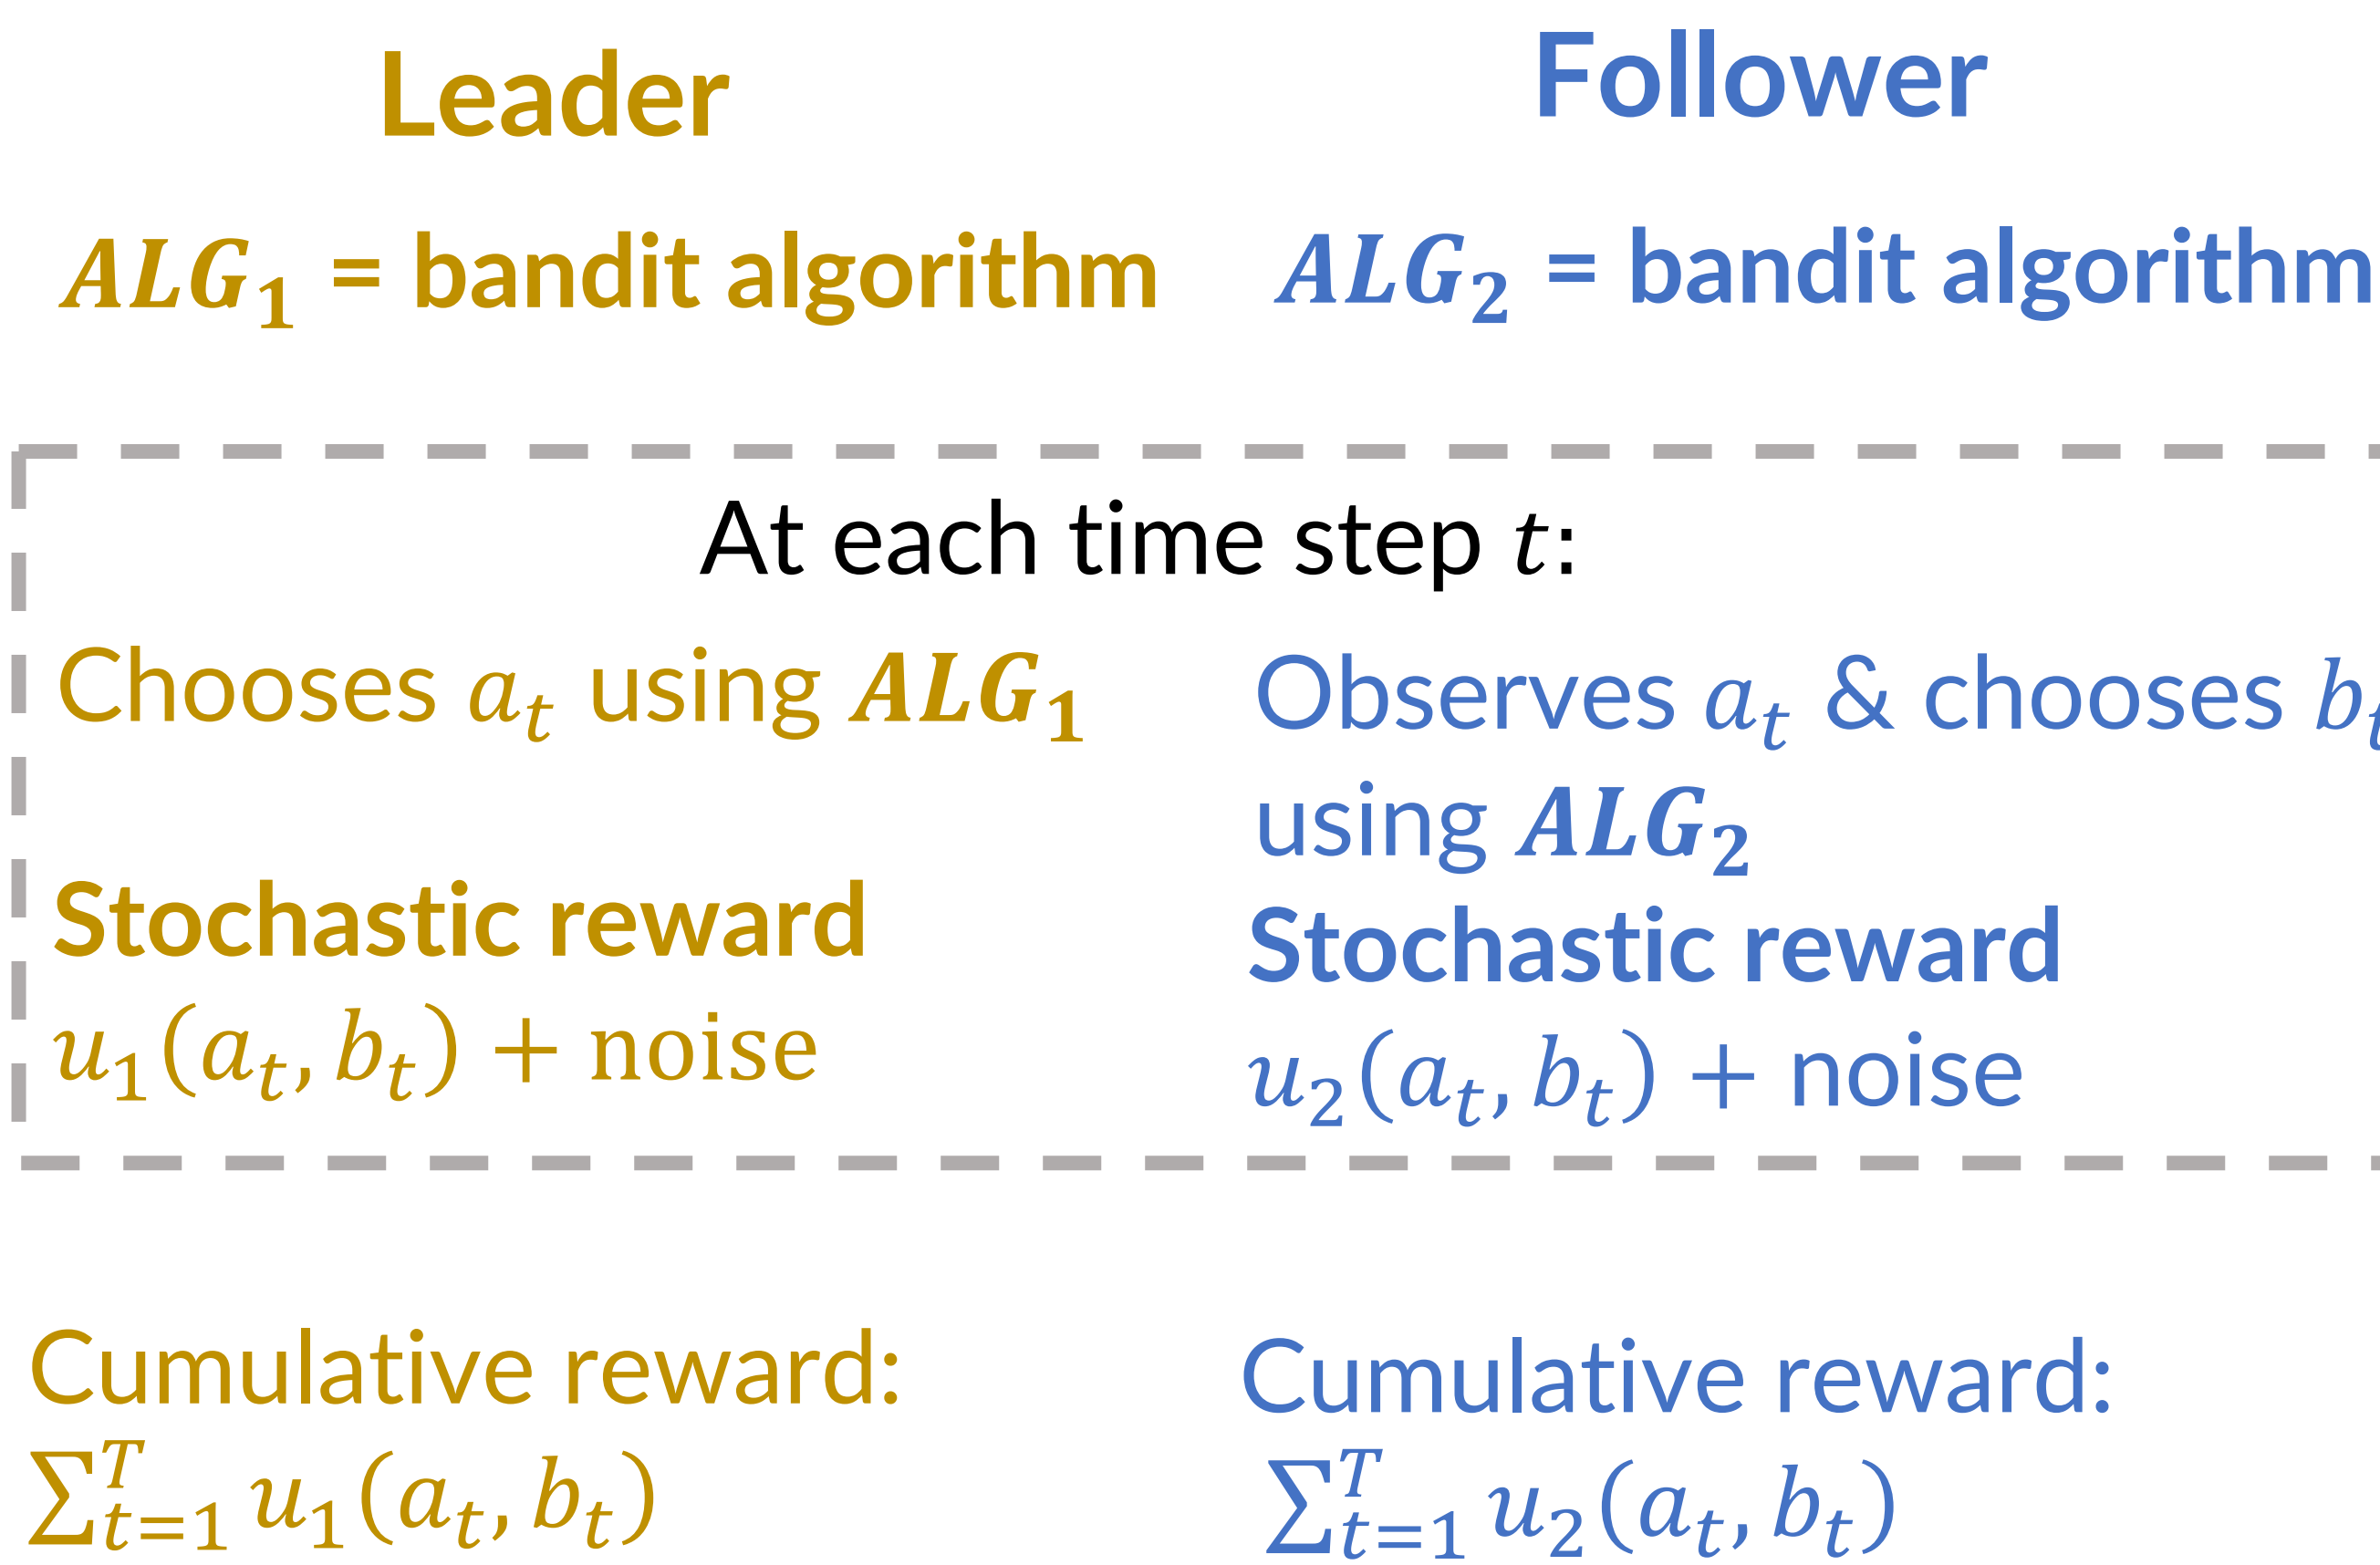 Leader
ALG₁ = bandit algorithm
Follower
ALG₂ = bandit algorithm
At each time step t:
Chooses aₜ using ALG₁
Stochastic reward
u₁(aₜ, bₜ) + noise
Observes aₜ & chooses bₜ
using ALG₂
Stochastic reward
u₂(aₜ, bₜ) + noise
Cumulative reward:
∑ᵀₜ₌₁ u₁(aₜ, bₜ)
Cumulative reward:
∑ᵀₜ₌₁ u₂(aₜ, bₜ)